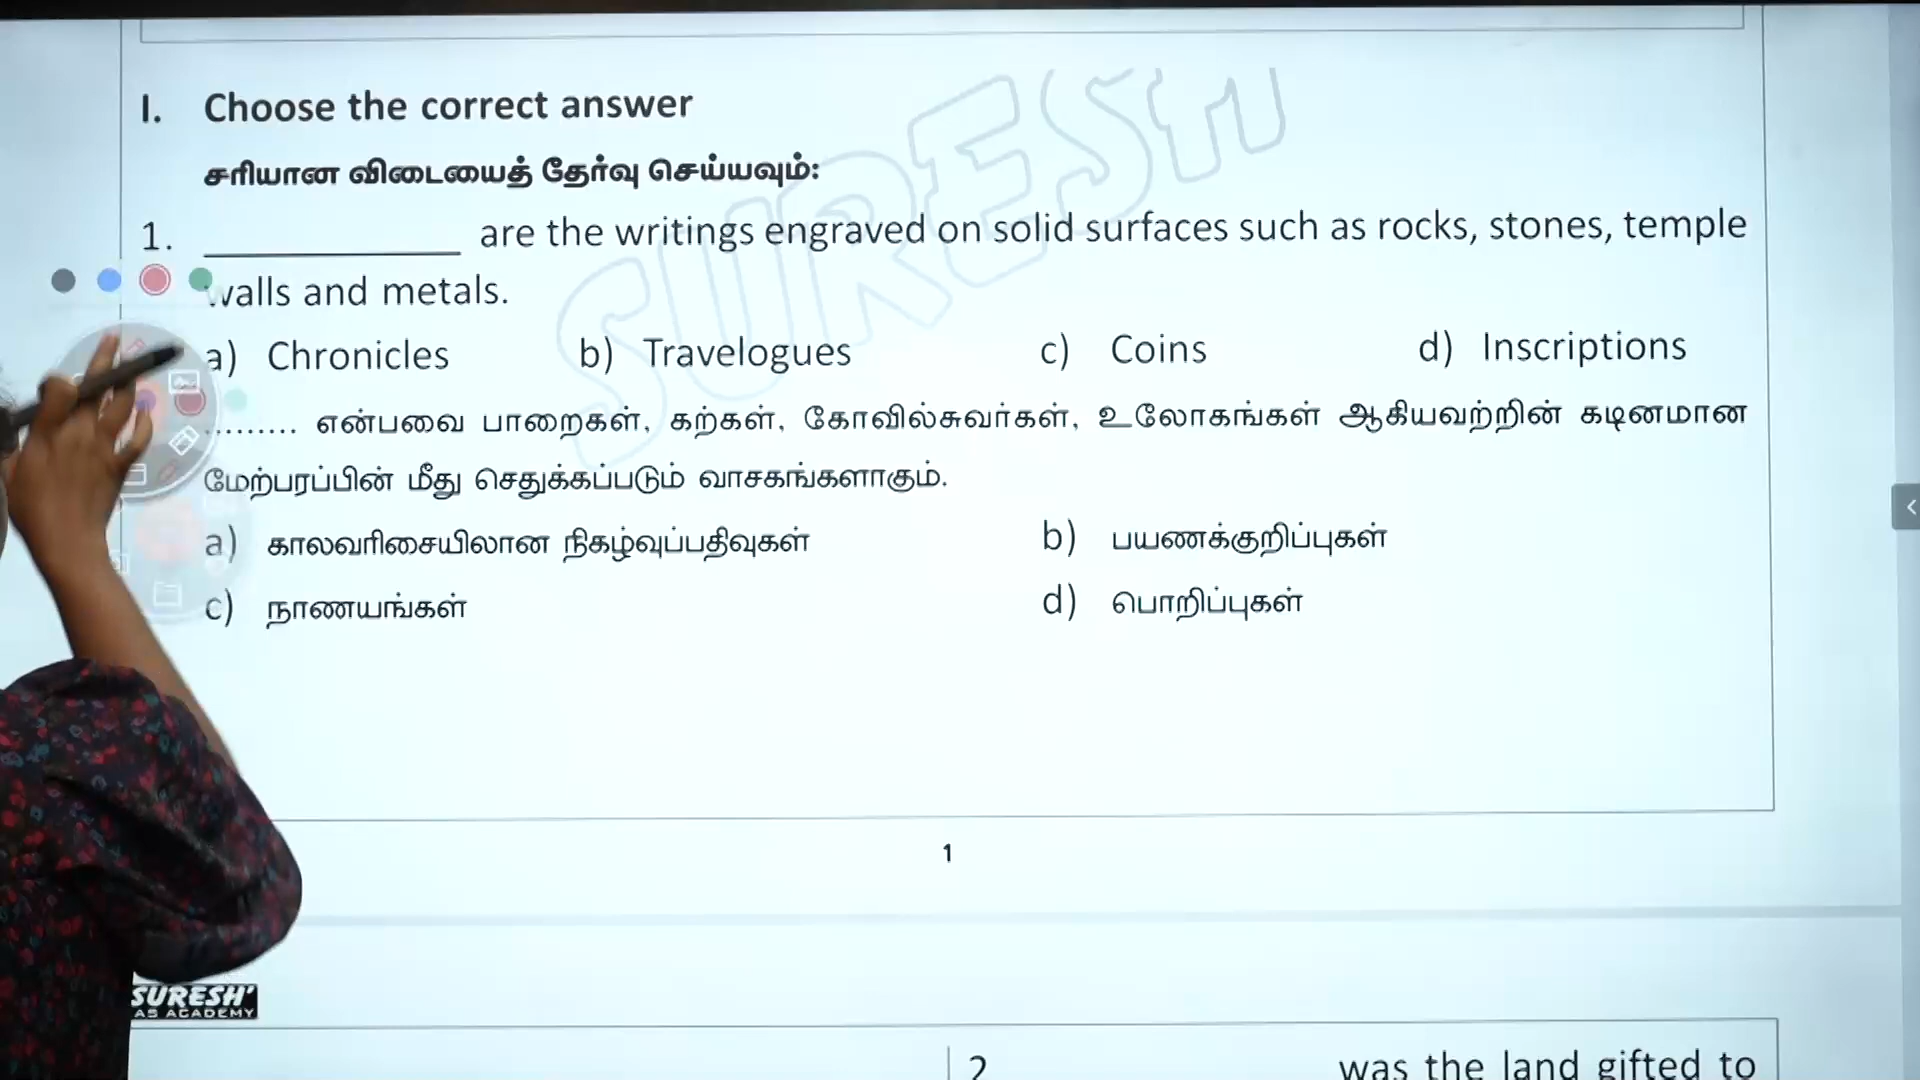 I. Choose the correct answer
சரியான விடையைத் தேர்வு செய்யவும்:
1. ____________ are the writings engraved on solid surfaces such as rocks, stones, temple
walls and metals.
a) Chronicles b) Travelogues c) Coins d) Inscriptions
......... என்பவை பாறைகள், கற்கள், கோவில்சுவர்கள், உலோகங்கள் ஆகியவற்றின் கடினமான
மேற்பரப்பின் மீது செதுக்கப்படும் வாசகங்களாகும்.
a) காலவரிசையிலான நிகழ்வுப்பதிவுகள் b) பயணக்குறிப்புகள்
c) நாணயங்கள் d) பொறிப்புகள்
SURESH
1
SURESH'
AS ACADEMY
2 was the land gifted to